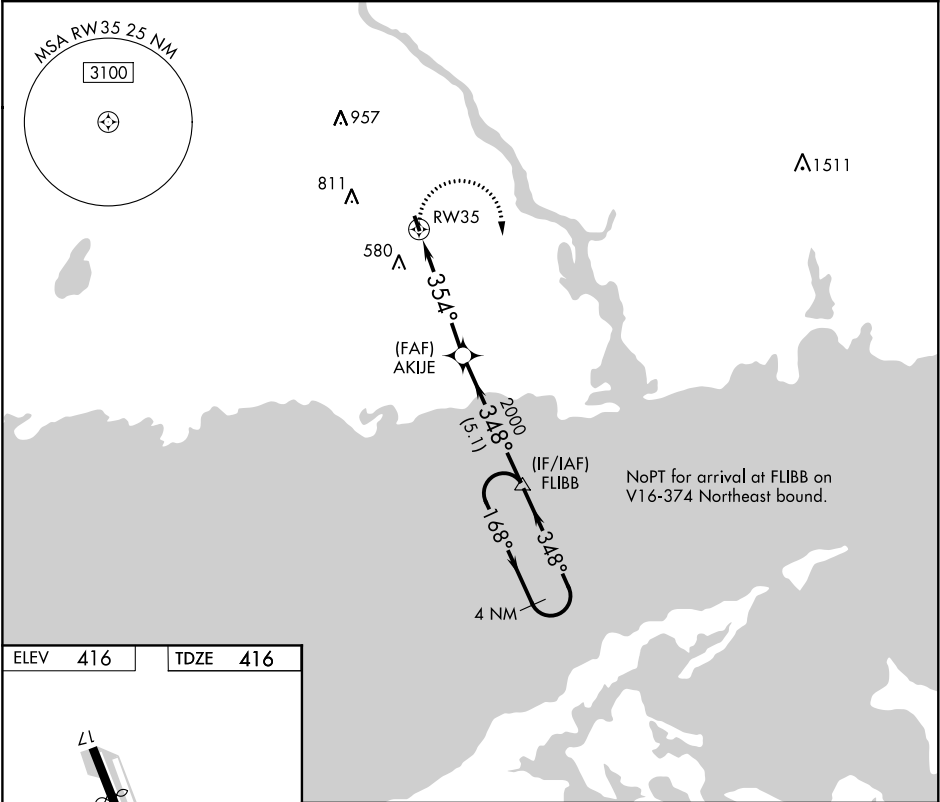 MSA RW35 25 NM
3100
957
1511
811
RW35
580
354°
(FAF)
AKIJE
2000
348°
(5.1)
(IF/IAF)
FLIBB
NoPT for arrival at FLIBB on
V16-374 Northeast bound.
168°
348°
4 NM
ELEV 416
TDZE 416
17